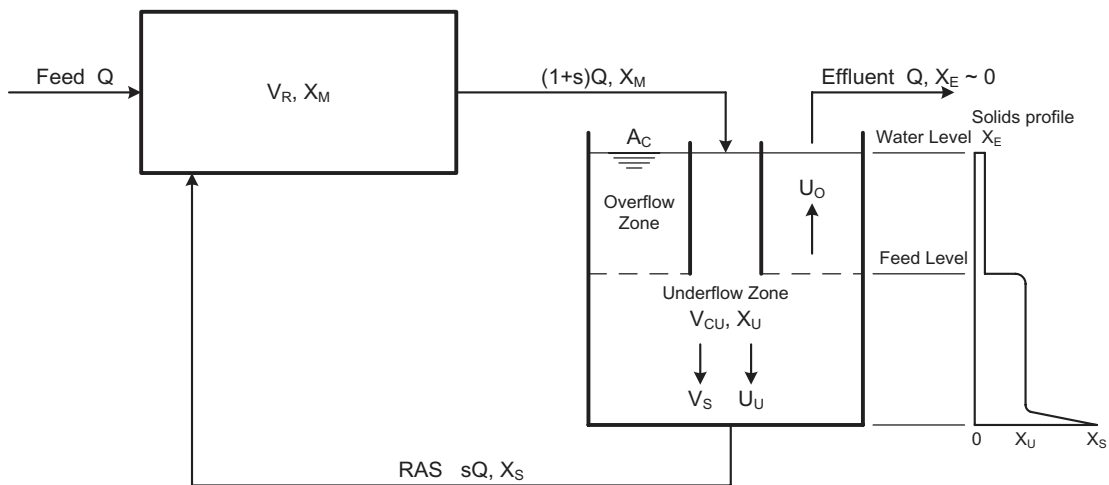 Feed Q
V_R, X_M
(1+s)Q, X_M
Effluent Q, X_E ~ 0
Solids profile
Water Level X_E
A_C
Overflow
Zone
U_O
Feed Level
Underflow Zone
V_CU, X_U
V_S U_U
0 X_U X_S
RAS sQ, X_S